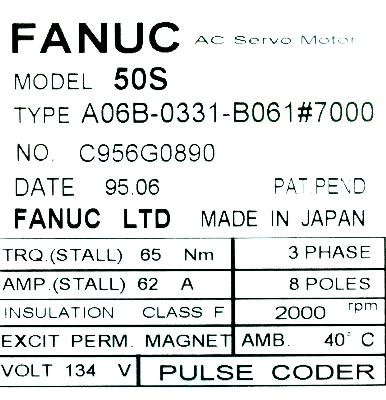 FANUC AC Servo Motor
MODEL 50S
TYPE A06B-0331-B061#7000
NO. C956G0890
DATE 95.06 PAT.PEND
FANUC LTD MADE IN JAPAN
TRQ.(STALL) 65 Nm 3 PHASE
AMP.(STALL) 62 A 8 POLES
INSULATION CLASS F 2000 rpm
EXCIT PERM. MAGNET AMB. 40° C
VOLT 134 V PULSE CODER